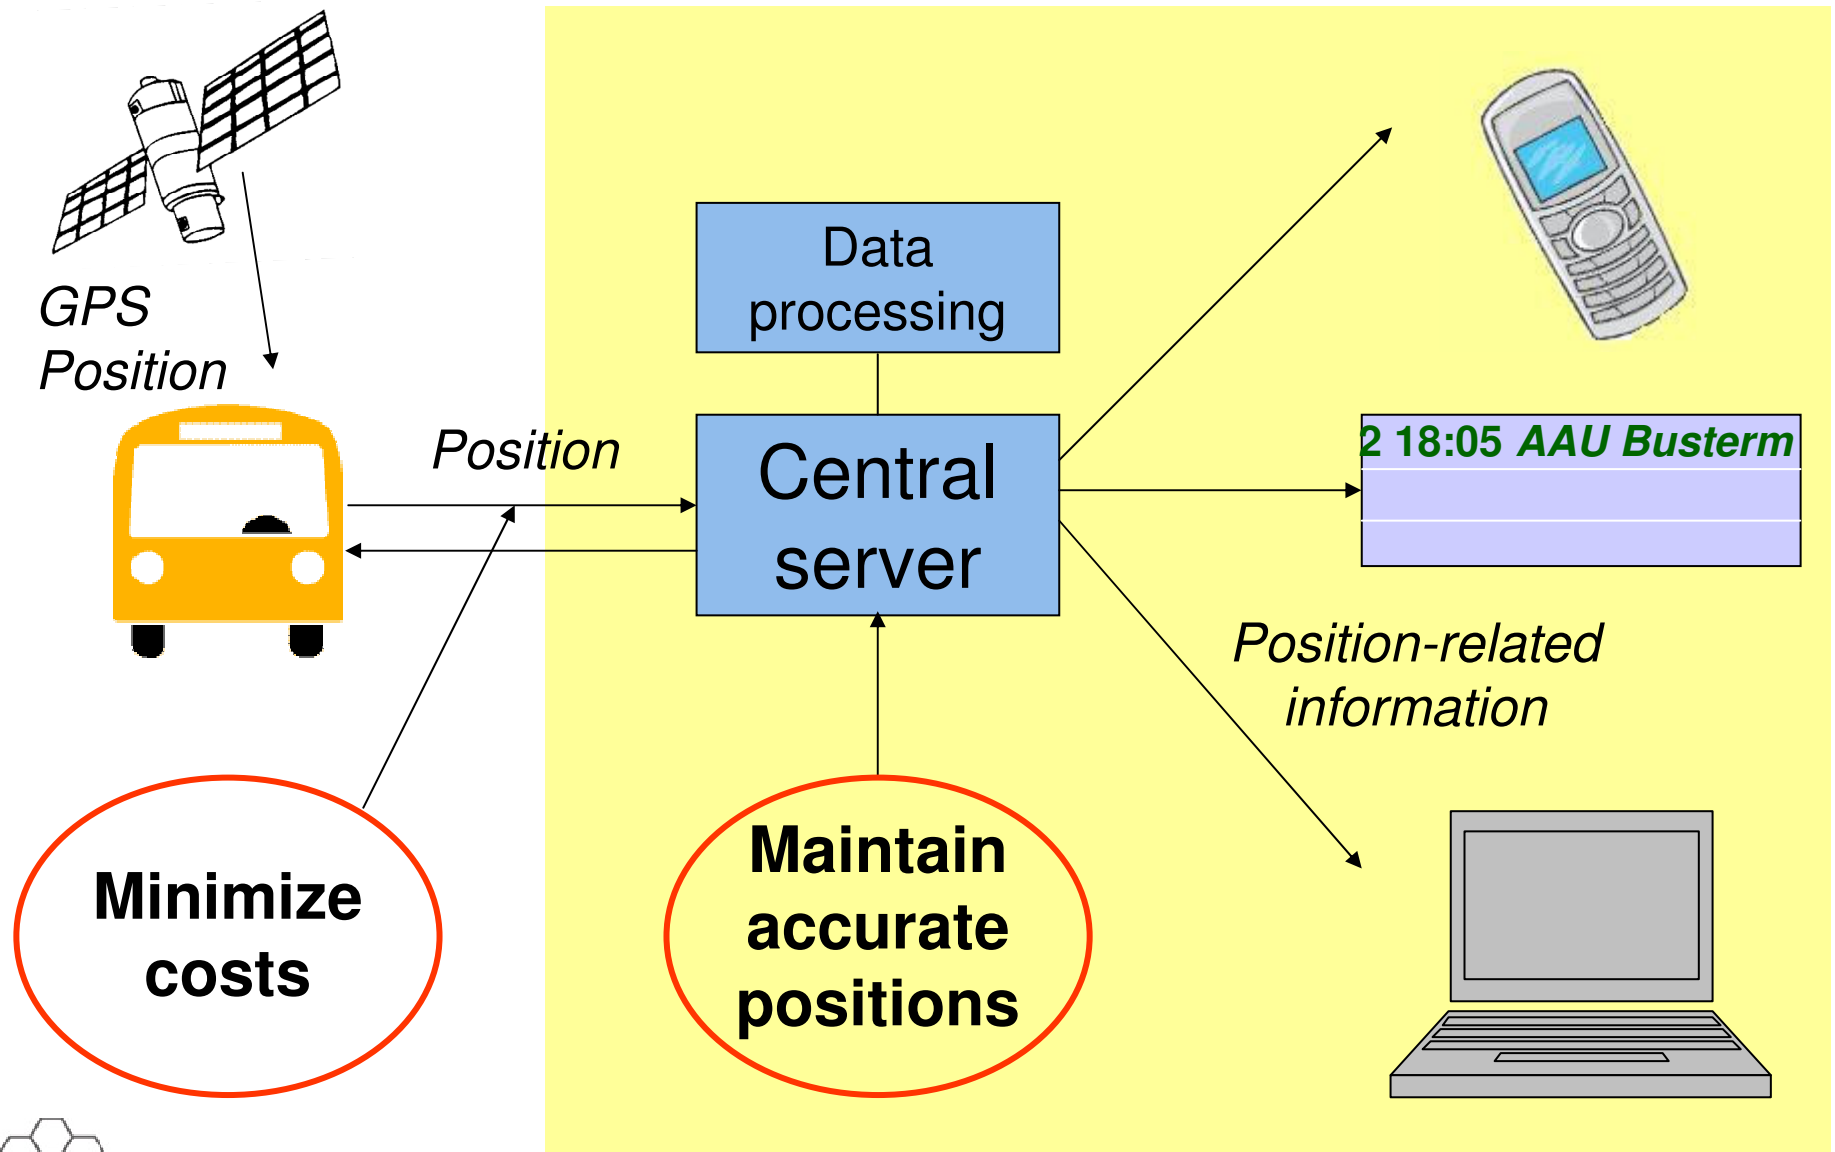 GPS
Position
Position
Data
processing
Central
server
2 18:05 AAU Busterm
Position-related
information
Minimize
costs
Maintain
accurate
positions